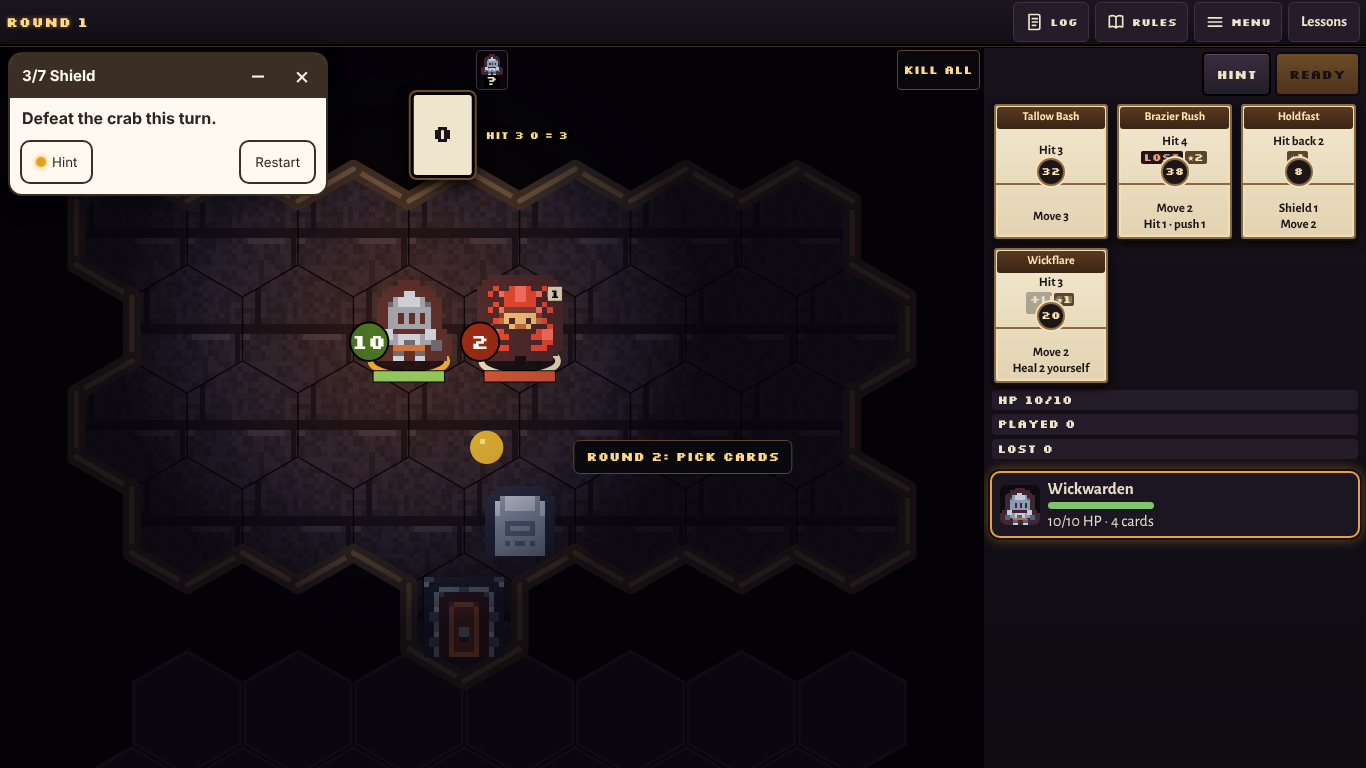 ROUND 1
LOG
RULES
MENU
Lessons
3/7 Shield
Defeat the crab this turn.
Hint
Restart
?
0
HIT 3 0 = 3
KILL ALL
HINT
READY
Tallow Bash
Hit 3
32
Move 3
Brazier Rush
Hit 4
★2
38
Move 2
Hit 1 · push 1
Holdfast
Hit back 2
8
Shield 1
Move 2
Wickflare
Hit 3
★1
20
Move 2
Heal 2 yourself
10
2
1
ROUND 2: PICK CARDS
HP 10/10
PLAYED 0
LOST 0
Wickwarden
10/10 HP · 4 cards